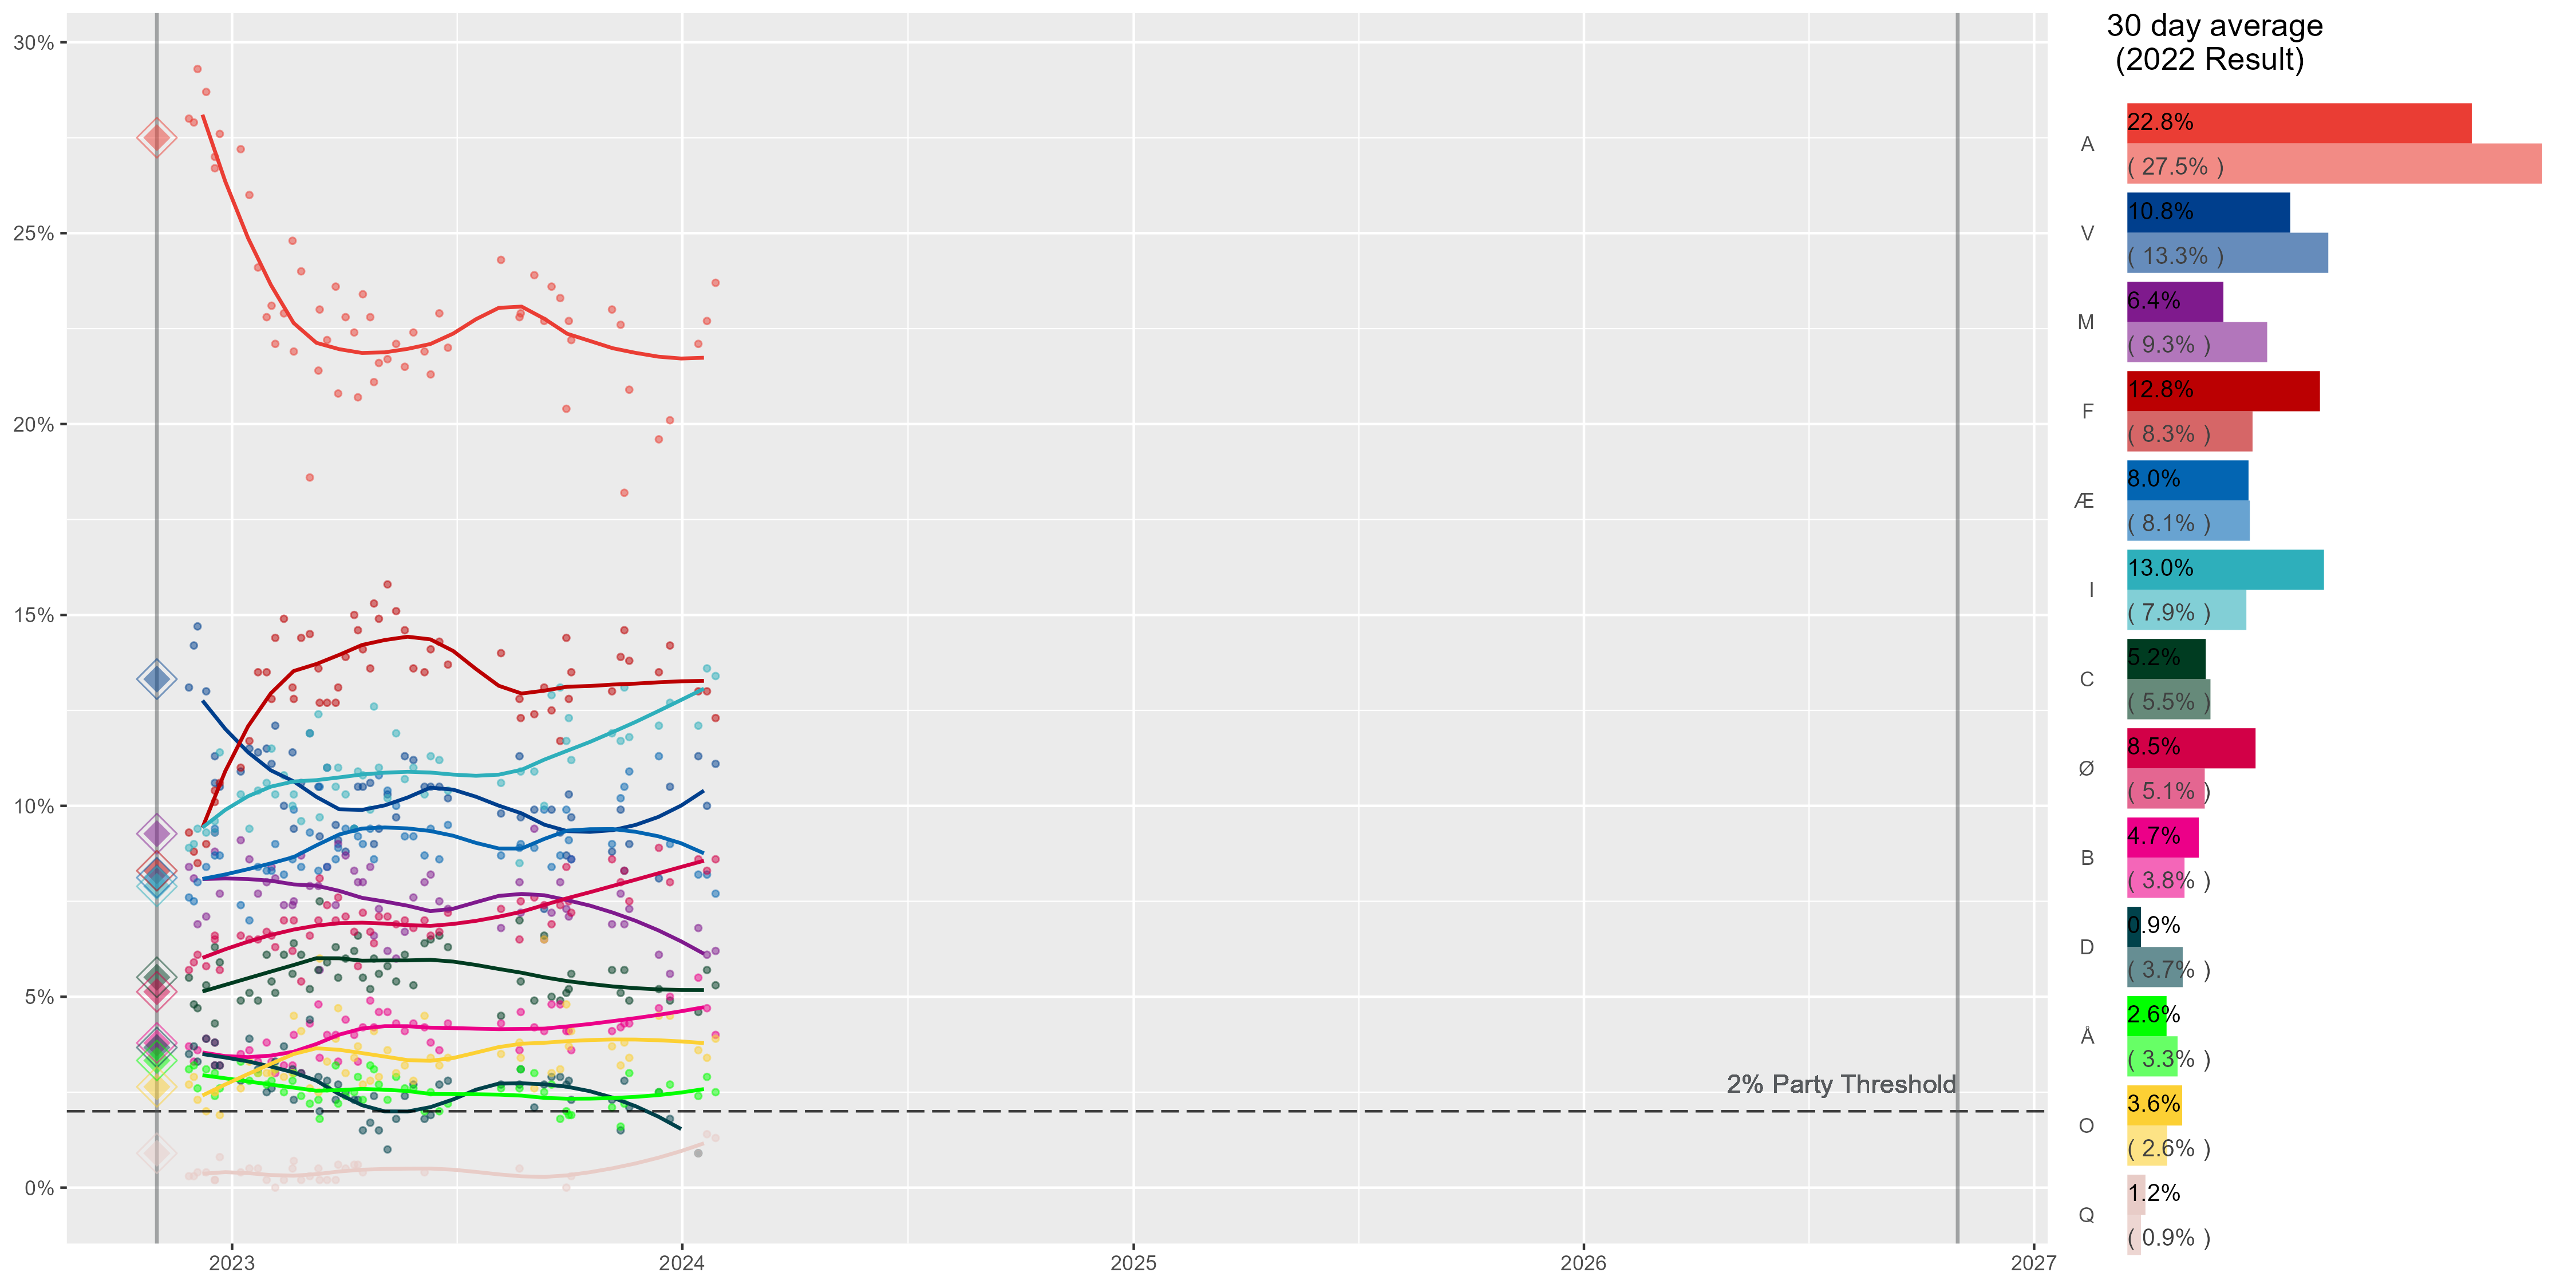 30 day average
(2022 Result)
30%
25%
20%
15%
10%
5%
0%
2% Party Threshold
2023
2024
2025
2026
2027
A
22.8%
( 27.5% )
V
10.8%
( 13.3% )
M
6.4%
( 9.3% )
F
12.8%
( 8.3% )
Æ
8.0%
( 8.1% )
I
13.0%
( 7.9% )
C
5.2%
( 5.5% )
Ø
8.5%
( 5.1% )
B
4.7%
( 3.8% )
D
0.9%
( 3.7% )
Å
2.6%
( 3.3% )
O
3.6%
( 2.6% )
Q
1.2%
( 0.9% )